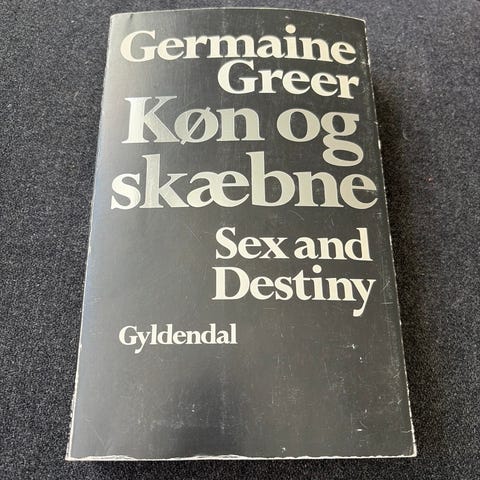 Germaine
Greer
Køn og
skæbne
Sex and
Destiny
Gyldendal